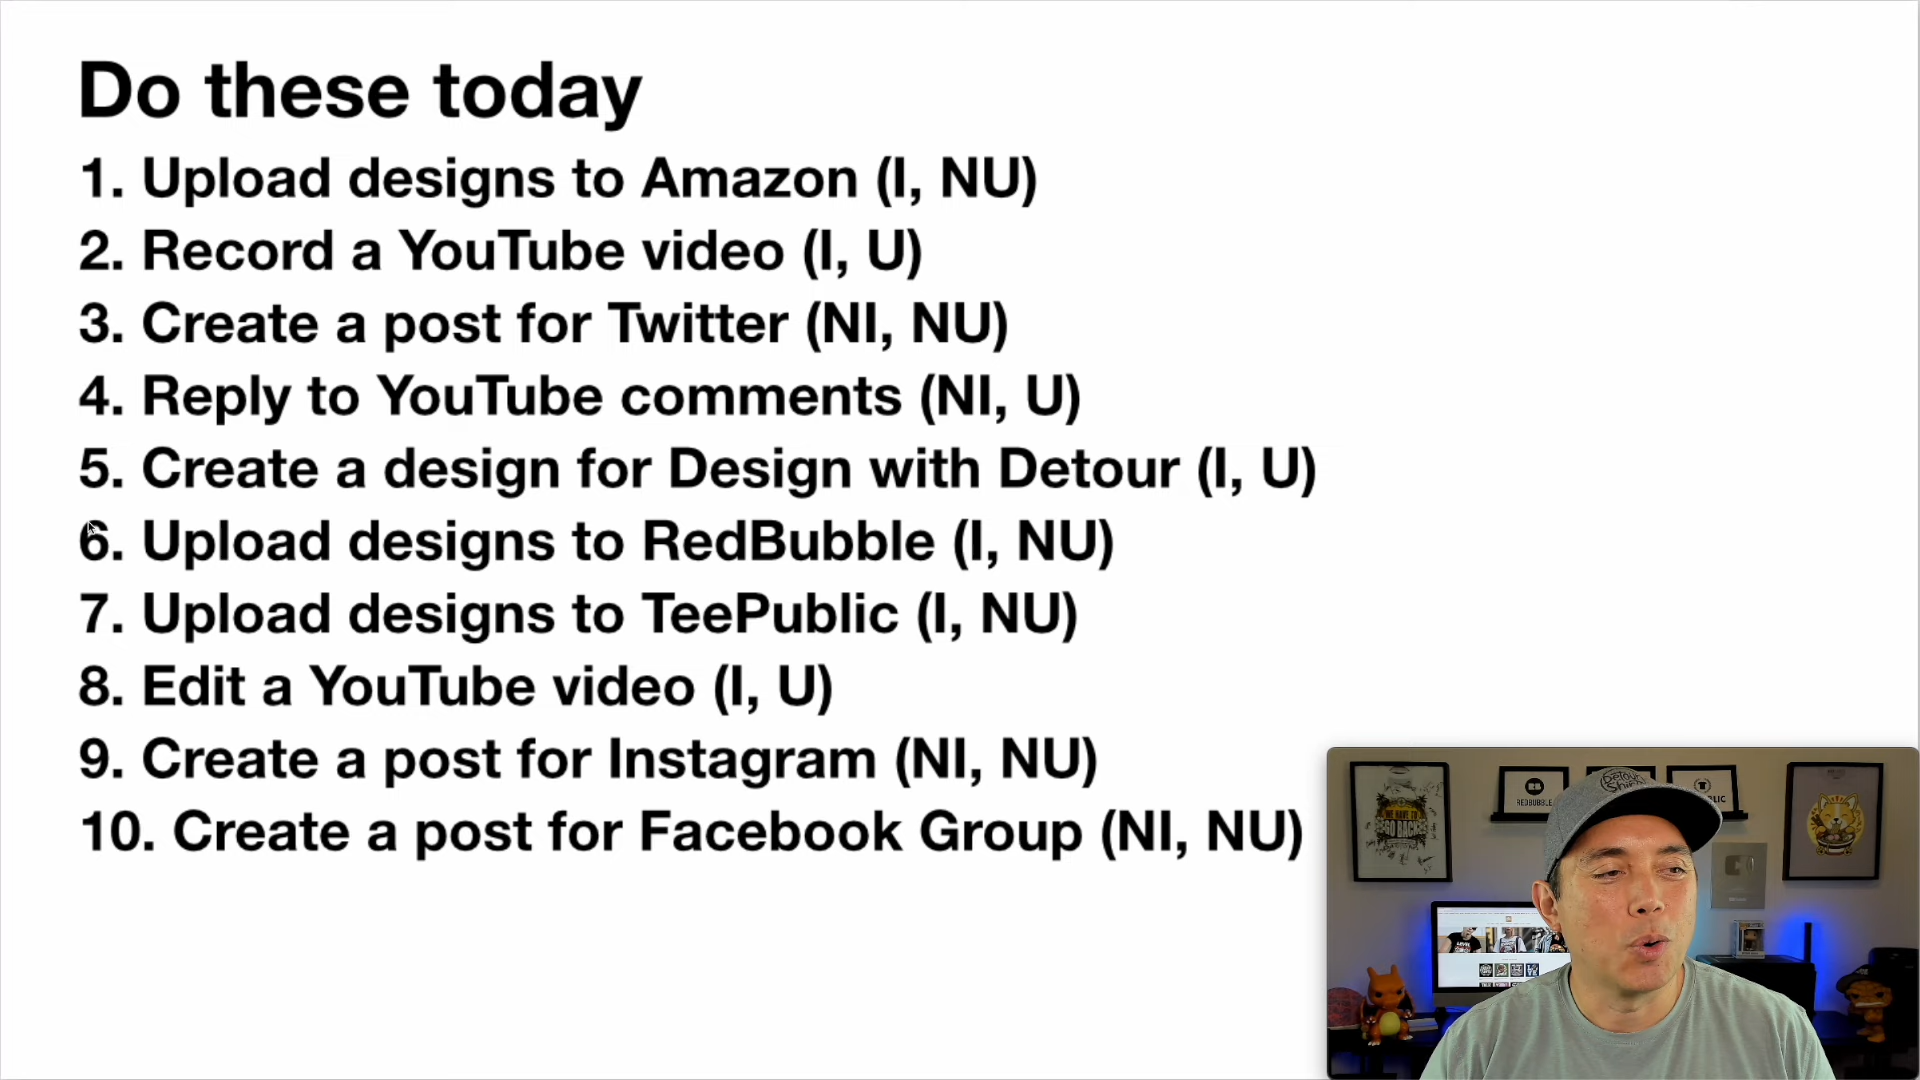 Do these today
1. Upload designs to Amazon (I, NU)
2. Record a YouTube video (I, U)
3. Create a post for Twitter (NI, NU)
4. Reply to YouTube comments (NI, U)
5. Create a design for Design with Detour (I, U)
6. Upload designs to RedBubble (I, NU)
7. Upload designs to TeePublic (I, NU)
8. Edit a YouTube video (I, U)
9. Create a post for Instagram (NI, NU)
10. Create a post for Facebook Group (NI, NU)
REDBUBBLE
GO BACK